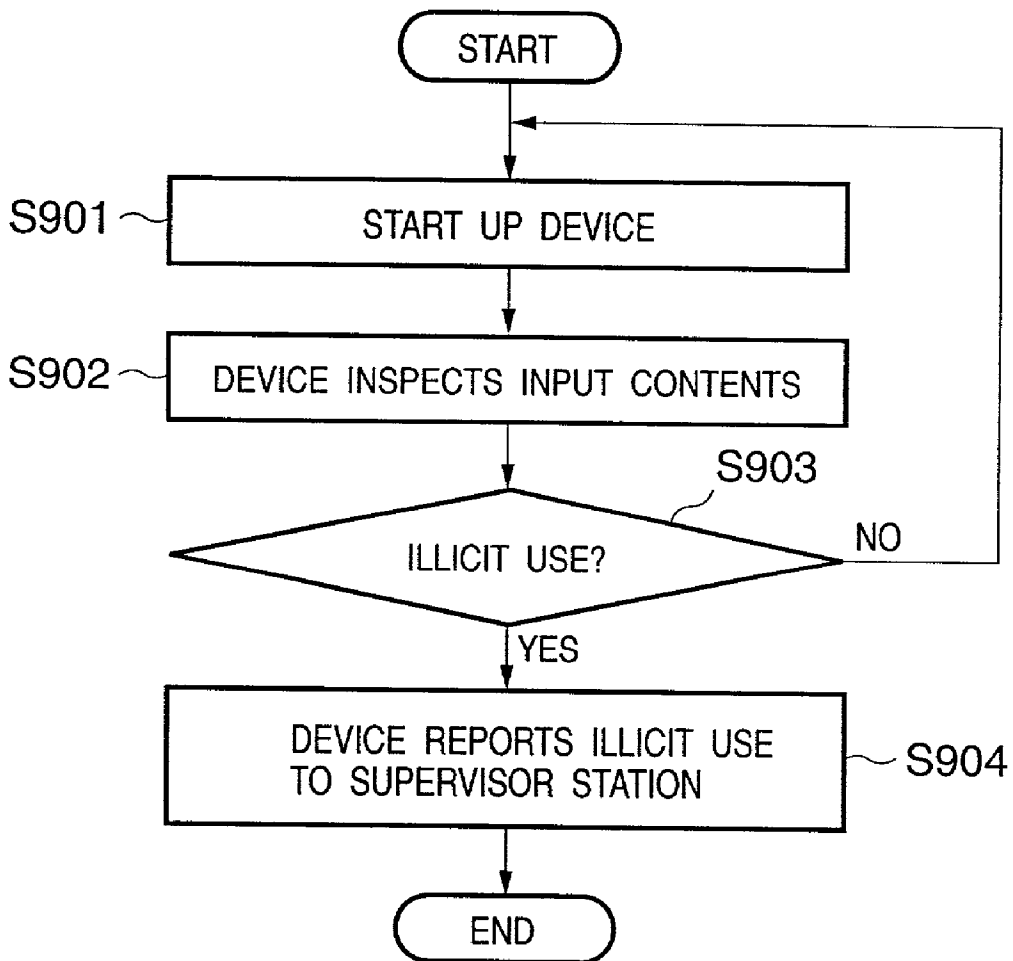 START
S901
START UP DEVICE
S902
DEVICE INSPECTS INPUT CONTENTS
S903
ILLICIT USE?
NO
YES
DEVICE REPORTS ILLICIT USE
TO SUPERVISOR STATION
S904
END